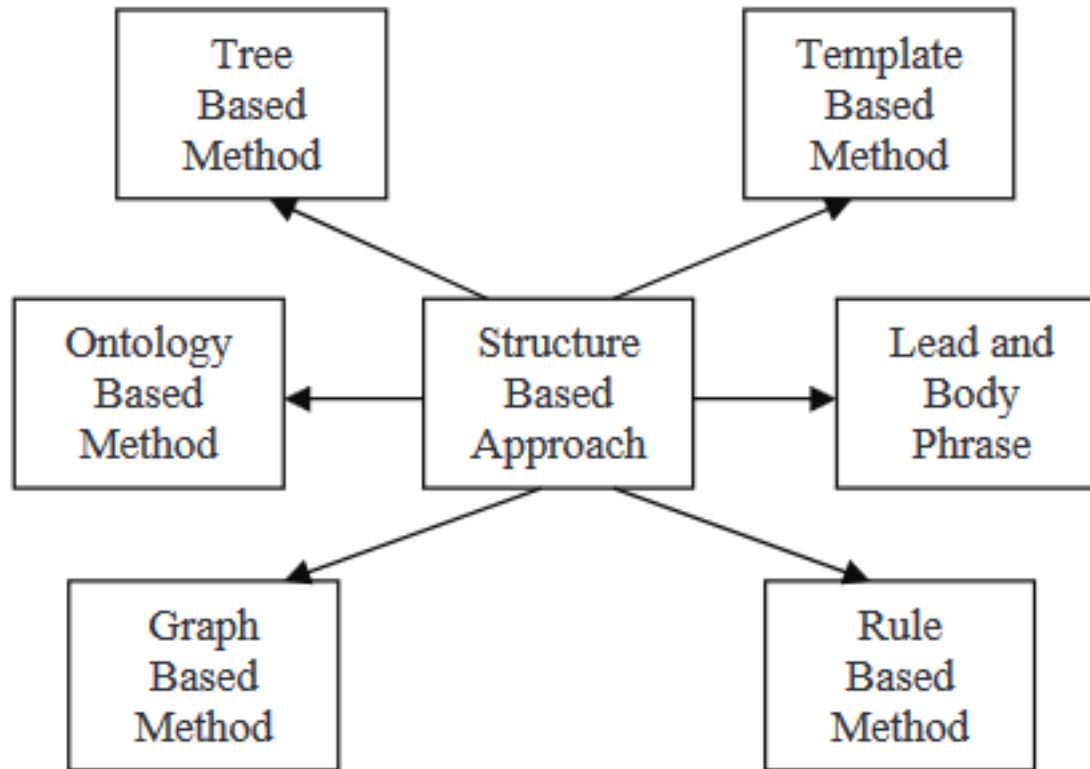 Tree
Based
Method
Template
Based
Method
Ontology
Based
Method
Structure
Based
Approach
Lead and
Body
Phrase
Graph
Based
Method
Rule
Based
Method